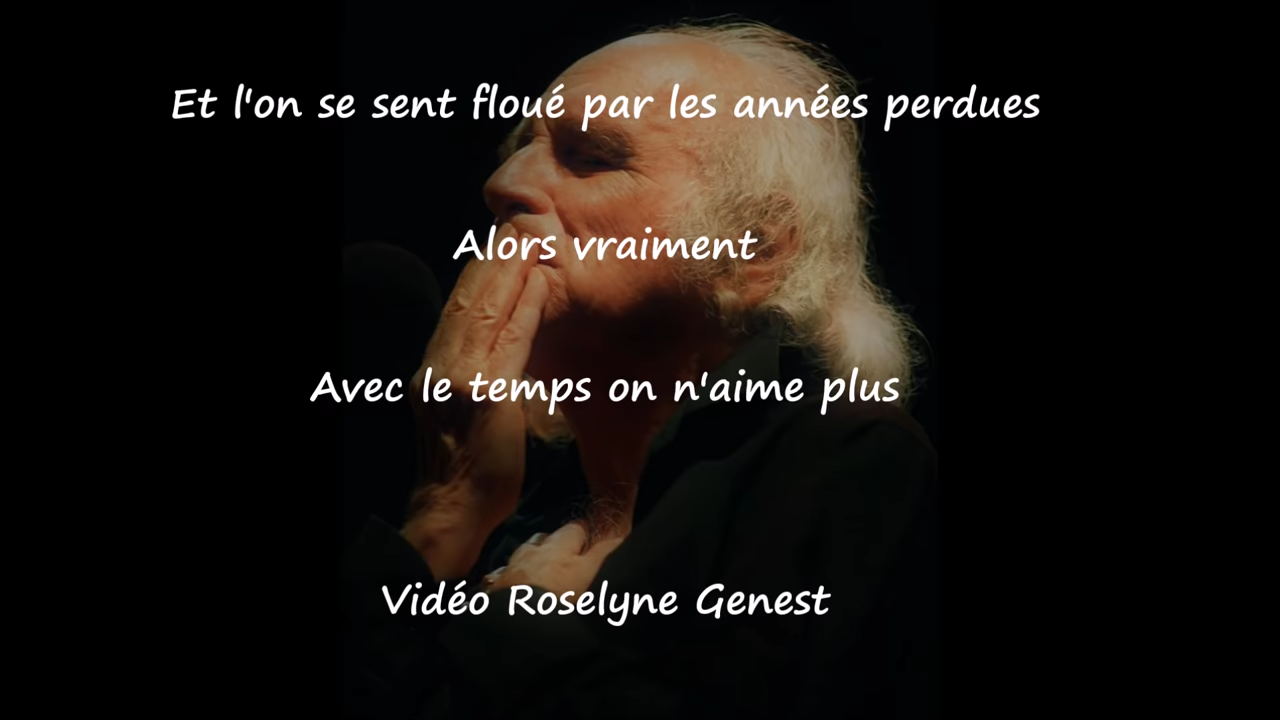 Et l'on se sent floué par les années perdues
Alors vraiment
Avec le temps on n'aime plus
Vidéo Roselyne Genest